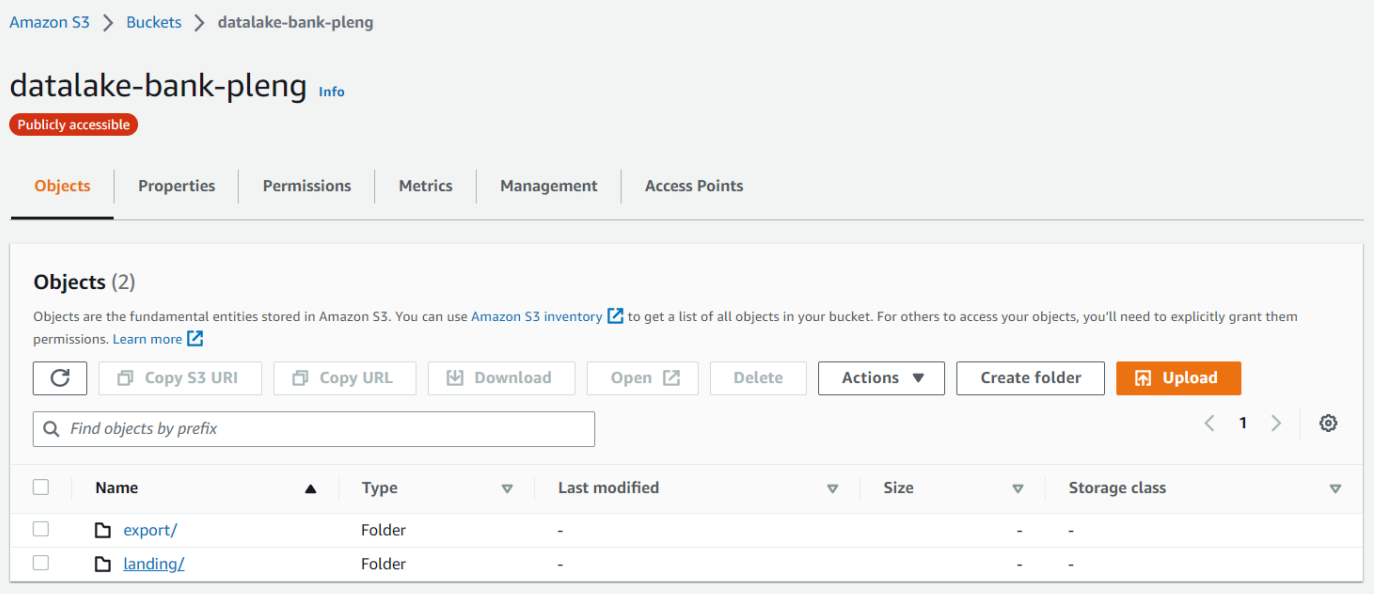 Amazon S3 > Buckets > datalake-bank-pleng
datalake-bank-pleng Info
Publicly accessible
Objects Properties Permissions Metrics Management Access Points
Objects (2)
Objects are the fundamental entities stored in Amazon S3. You can use Amazon S3 inventory to get a list of all objects in your bucket. For others to access your objects, you'll need to explicitly grant them
permissions. Learn more
Copy S3 URI Copy URL Download Open Delete Actions Create folder Upload
Find objects by prefix
1
Name Type Last modified Size Storage class
export/ Folder - - -
landing/ Folder - - -